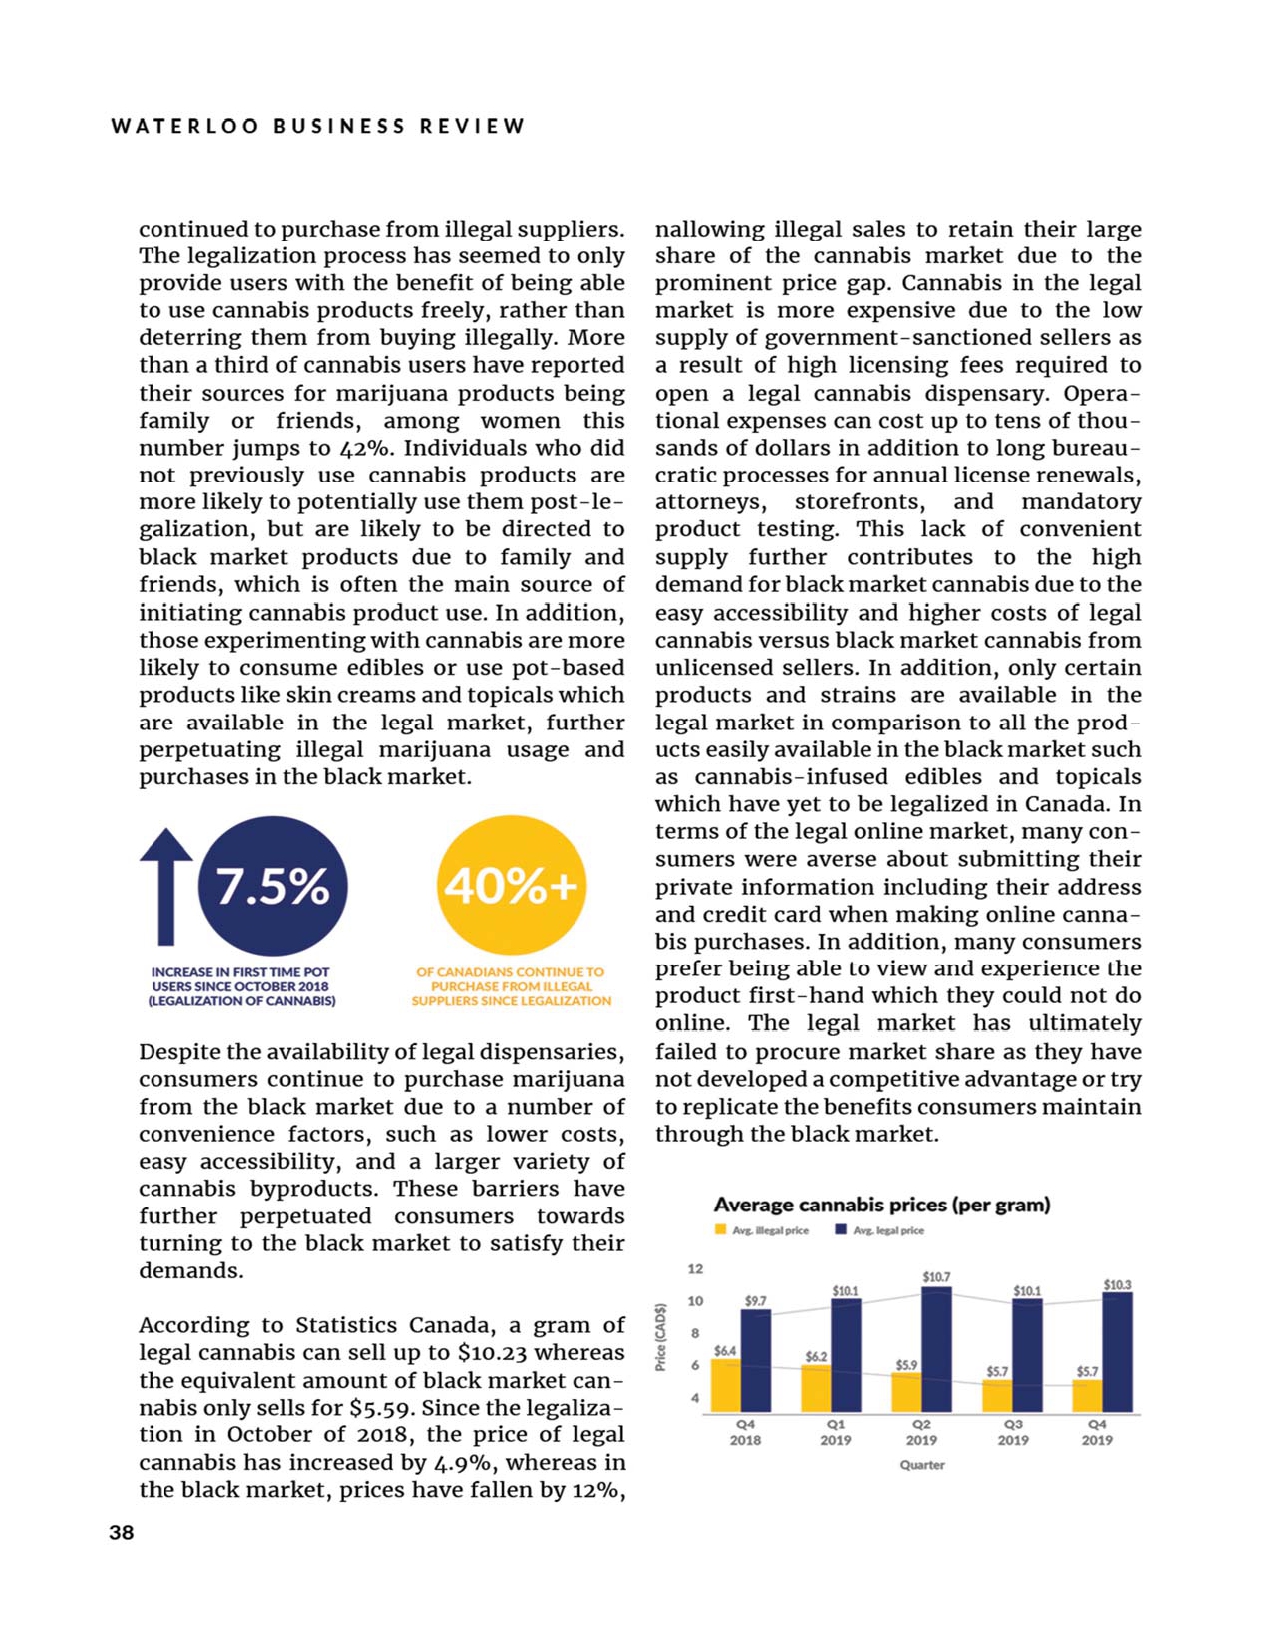 WATERLOO BUSINESS REVIEW
continued to purchase from illegal suppliers.
The legalization process has seemed to only
provide users with the benefit of being able
to use cannabis products freely, rather than
deterring them from buying illegally. More
than a third of cannabis users have reported
their sources for marijuana products being
family or friends, among women this
number jumps to 42%. Individuals who did
not previously use cannabis products are
more likely to potentially use them post-le-
galization, but are likely to be directed to
black market products due to family and
friends, which is often the main source of
initiating cannabis product use. In addition,
those experimenting with cannabis are more
likely to consume edibles or use pot-based
products like skin creams and topicals which
are available in the legal market, further
perpetuating illegal marijuana usage and
purchases in the black market.
7.5%
INCREASE IN FIRST TIME POT
USERS SINCE OCTOBER 2018
(LEGALIZATION OF CANNABIS)
40%+
OF CANADIANS CONTINUE TO
PURCHASE FROM ILLEGAL
SUPPLIERS SINCE LEGALIZATION
Despite the availability of legal dispensaries,
consumers continue to purchase marijuana
from the black market due to a number of
convenience factors, such as lower costs,
easy accessibility, and a larger variety of
cannabis byproducts. These barriers have
further perpetuated consumers towards
turning to the black market to satisfy their
demands.
According to Statistics Canada, a gram of
legal cannabis can sell up to $10.23 whereas
the equivalent amount of black market can-
nabis only sells for $5.59. Since the legaliza-
tion in October of 2018, the price of legal
cannabis has increased by 4.9%, whereas in
the black market, prices have fallen by 12%,
nallowing illegal sales to retain their large
share of the cannabis market due to the
prominent price gap. Cannabis in the legal
market is more expensive due to the low
supply of government-sanctioned sellers as
a result of high licensing fees required to
open a legal cannabis dispensary. Opera-
tional expenses can cost up to tens of thou-
sands of dollars in addition to long bureau-
cratic processes for annual license renewals,
attorneys, storefronts, and mandatory
product testing. This lack of convenient
supply further contributes to the high
demand for black market cannabis due to the
easy accessibility and higher costs of legal
cannabis versus black market cannabis from
unlicensed sellers. In addition, only certain
products and strains are available in the
legal market in comparison to all the prod-
ucts easily available in the black market such
as cannabis-infused edibles and topicals
which have yet to be legalized in Canada. In
terms of the legal online market, many con-
sumers were averse about submitting their
private information including their address
and credit card when making online canna-
bis purchases. In addition, many consumers
prefer being able to view and experience the
product first-hand which they could not do
online. The legal market has ultimately
failed to procure market share as they have
not developed a competitive advantage or try
to replicate the benefits consumers maintain
through the black market.
Average cannabis prices (per gram)
Avg. illegal price Avg. legal price
Price (CAD$)
12
10
8
6
4
$6.4 $9.7 $6.2 $10.1 $5.9 $10.7 $5.7 $10.1 $5.7 $10.3
Q4 Q1 Q2 Q3 Q4
2018 2019 2019 2019 2019
Quarter
38